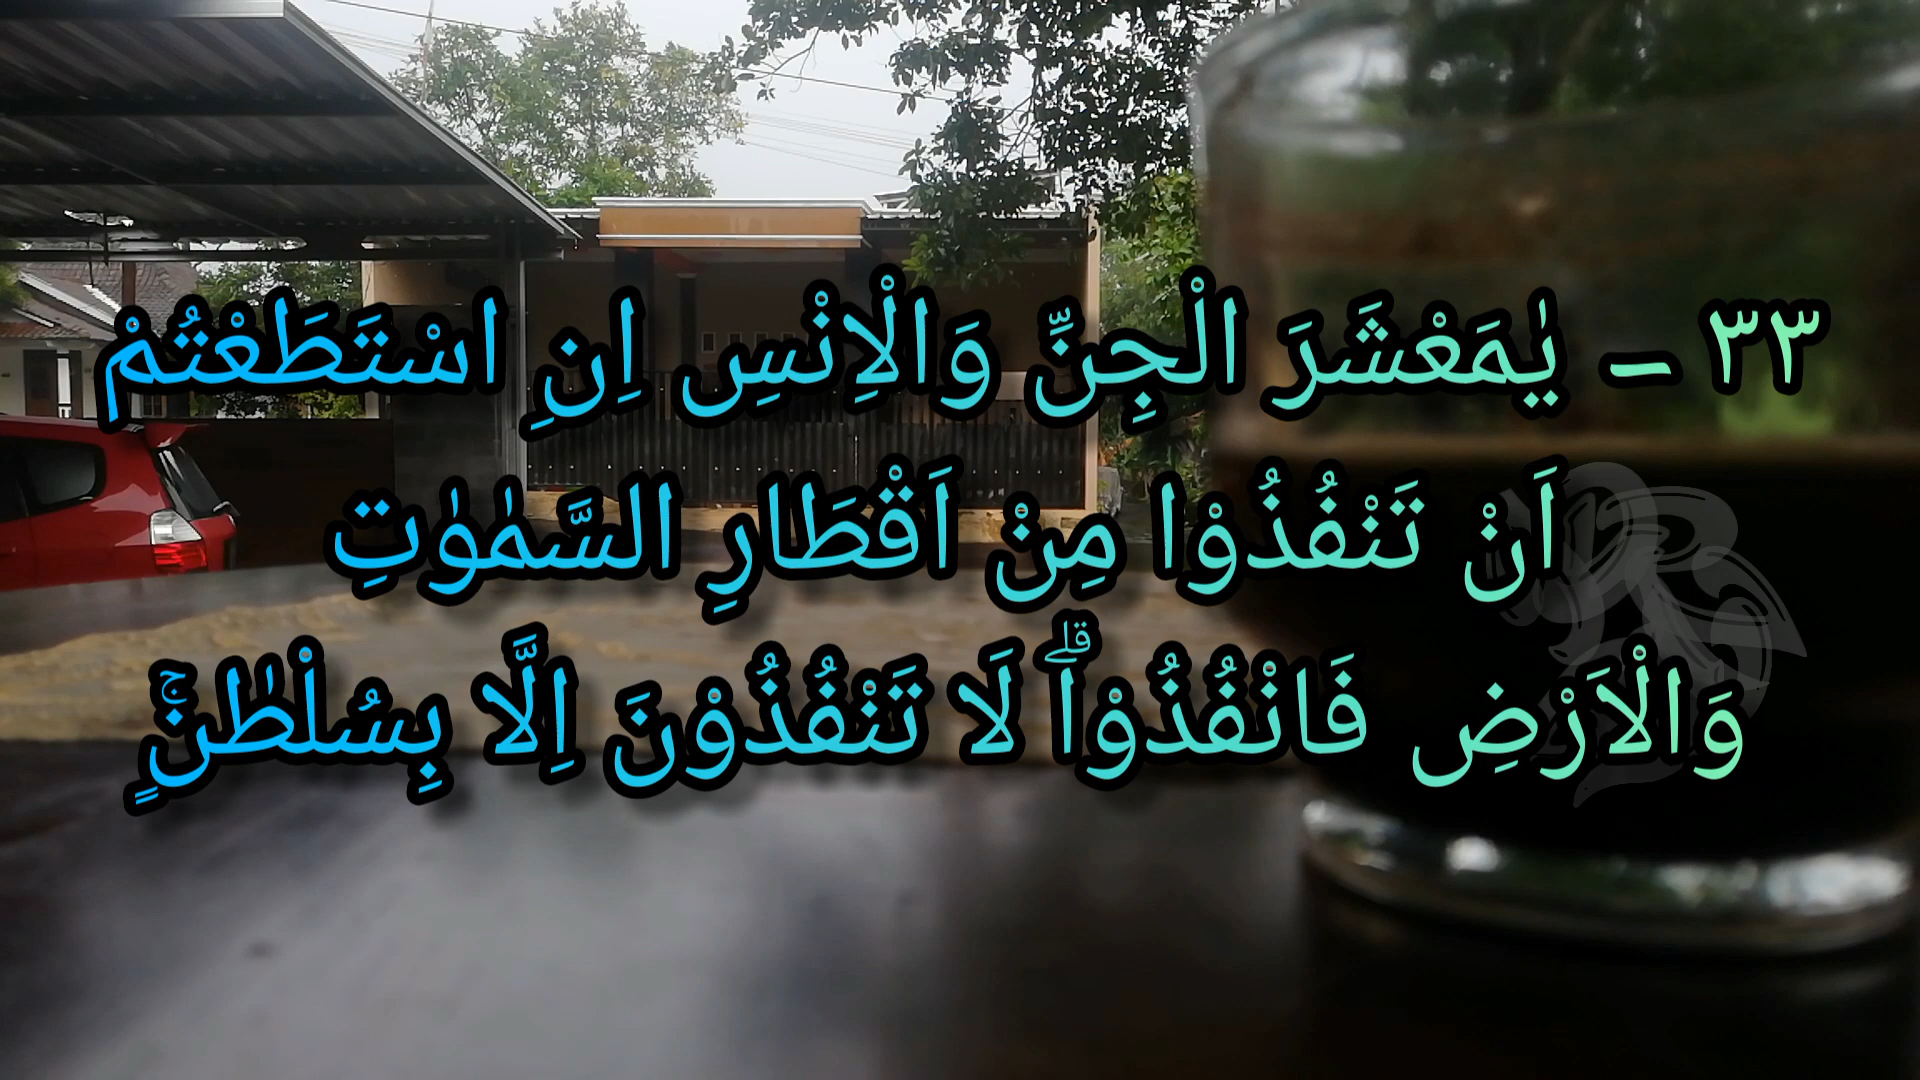 ٣٣ - يٰمَعْشَرَ الْجِنِّ وَالْاِنْسِ اِنِ اسْتَطَعْتُمْ
اَنْ تَنْفُذُوْا مِنْ اَقْطَارِ السَّمٰوٰتِ
وَالْاَرْضِ فَانْفُذُوْاۗ لَا تَنْفُذُوْنَ اِلَّا بِسُلْطٰنٍۚ